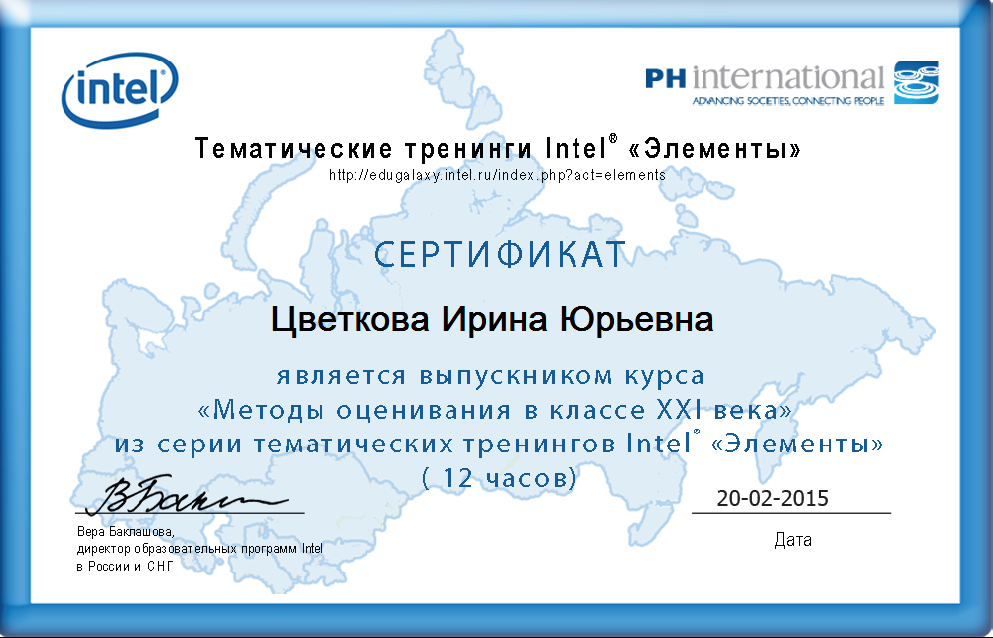 intel®
PH international
ADVANCING SOCIETIES, CONNECTING PEOPLE
Тематические тренинги Intel® «Элементы»
http://edugalaxy.intel.ru/index.php?act=elements
СЕРТИФИКАТ
Цветкова Ирина Юрьевна
является выпускником курса
«Методы оценивания в классе XXI века»
из серии тематических тренингов Intel® «Элементы»
( 12 часов)
20-02-2015
Вера Баклашова,
директор образовательных программ Intel
в России и СНГ
Дата